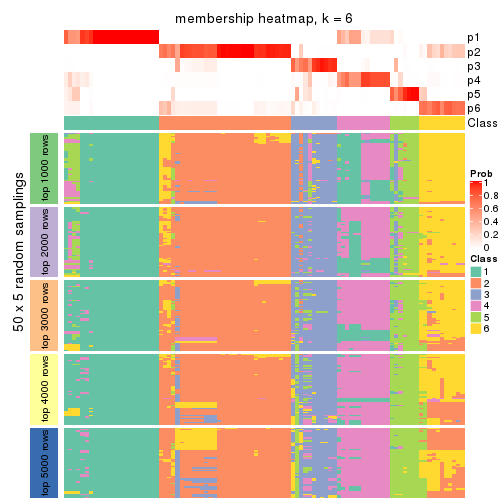 membership heatmap, k = 6
p1
p2
p3
p4
p5
p6
Class
50 x 5 random samplings
top 1000 rows
top 2000 rows
top 3000 rows
top 4000 rows
top 5000 rows
Prob
1
0.8
0.6
0.4
0.2
0
Class
1
2
3
4
5
6